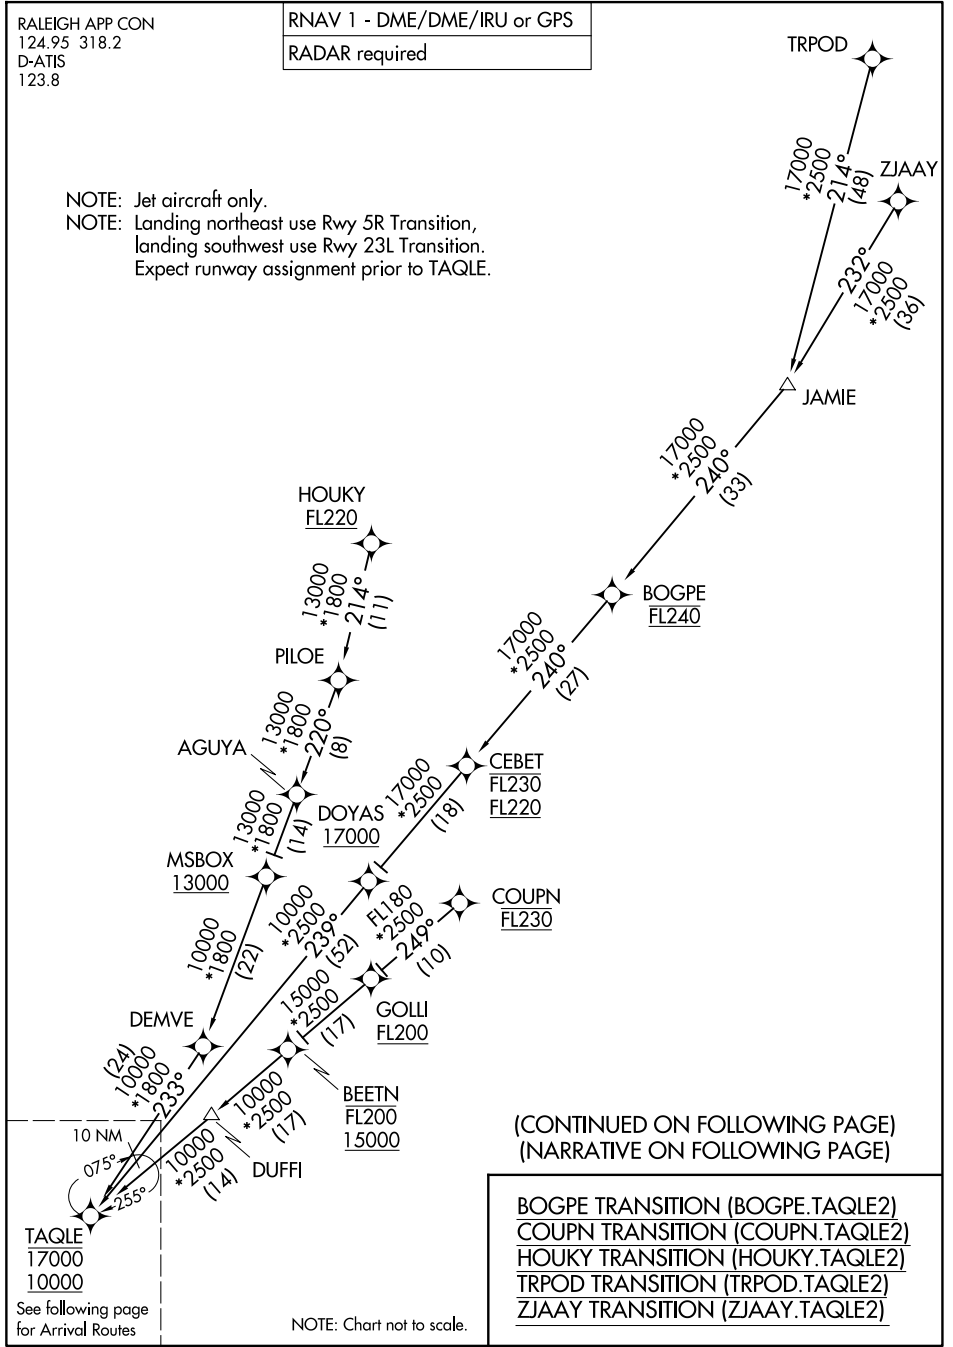 RALEIGH APP CON
124.95 318.2
D-ATIS
123.8
RNAV 1 - DME/DME/IRU or GPS
RADAR required
NOTE: Jet aircraft only.
NOTE: Landing northeast use Rwy 5R Transition,
landing southwest use Rwy 23L Transition.
Expect runway assignment prior to TAQLE.
TRPOD
17000
*2500
214°
(48)
ZJAAY
232°
17000
*2500
(36)
JAMIE
17000
*2500
240°
(33)
HOUKY
FL220
13000
*1800
214°
(11)
BOGPE
FL240
17000
*2500
240°
(27)
PILOE
13000
*1800
220°
(8)
AGUYA
13000
*1800
(14)
CEBET
FL230
FL220
17000
*2500
(18)
DOYAS
17000
MSBOX
13000
10000
*1800
(22)
10000
*2500
239°
(52)
COUPN
FL230
FL180
*2500
249°
(10)
GOLLI
FL200
15000
*2500
(17)
DEMVE
(24)
10000
*1800
233°
BEETN
FL200
15000
10000
*2500
(17)
DUFFI
10000
*2500
(14)
10 NM
075°
255°
TAQLE
17000
10000
See following page
for Arrival Routes
NOTE: Chart not to scale.
(CONTINUED ON FOLLOWING PAGE)
(NARRATIVE ON FOLLOWING PAGE)
BOGPE TRANSITION (BOGPE.TAQLE2)
COUPN TRANSITION (COUPN.TAQLE2)
HOUKY TRANSITION (HOUKY.TAQLE2)
TRPOD TRANSITION (TRPOD.TAQLE2)
ZJAAY TRANSITION (ZJAAY.TAQLE2)